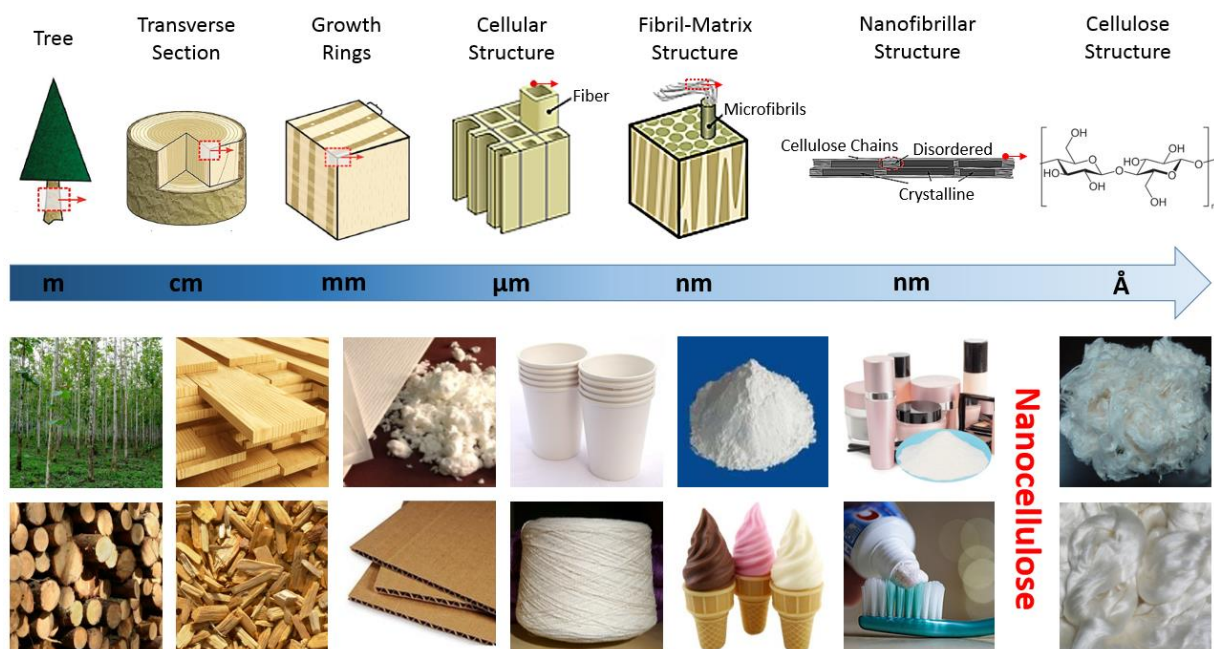 Tree
Transverse
Section
Growth
Rings
Cellular
Structure
Fibril-Matrix
Structure
Nanofibrillar
Structure
Cellulose
Structure
Fiber
Microfibrils
Cellulose Chains
Disordered
Crystalline
OH
HO
O
HO
OH
O
OH
HO
O
O
OH
m
cm
mm
µm
nm
nm
Å
Nanocellulose